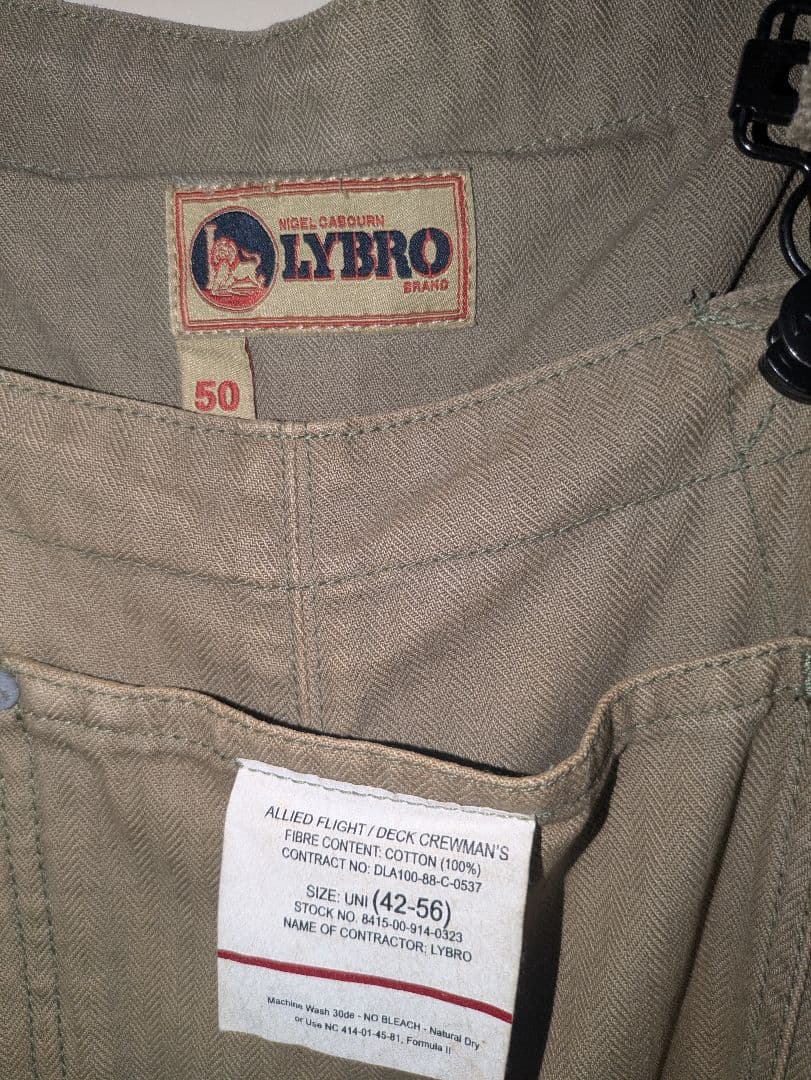 NIGEL CABOURN
LYBRO
BRAND
50
ALLIED FLIGHT / DECK CREWMAN'S
FIBRE CONTENT: COTTON (100%)
CONTRACT NO: DLA100-88-C-0537
SIZE: UNI (42-56)
STOCK NO. 8415-00-914-0323
NAME OF CONTRACTOR: LYBRO
Machine Wash 30de - NO BLEACH - Natural Dry
or Use NC 414-01-45-81, Formula II